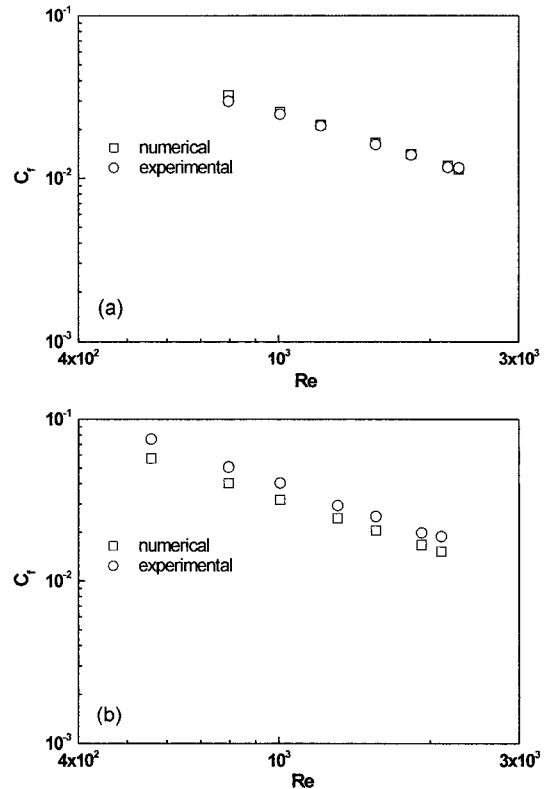 10⁻¹
□ numerical
○ experimental
C_f
10⁻²
(a)
10⁻³
4x10² 10³ 3x10³
Re
10⁻¹
□ numerical
○ experimental
C_f
10⁻²
(b)
10⁻³
4x10² 10³ 3x10³
Re